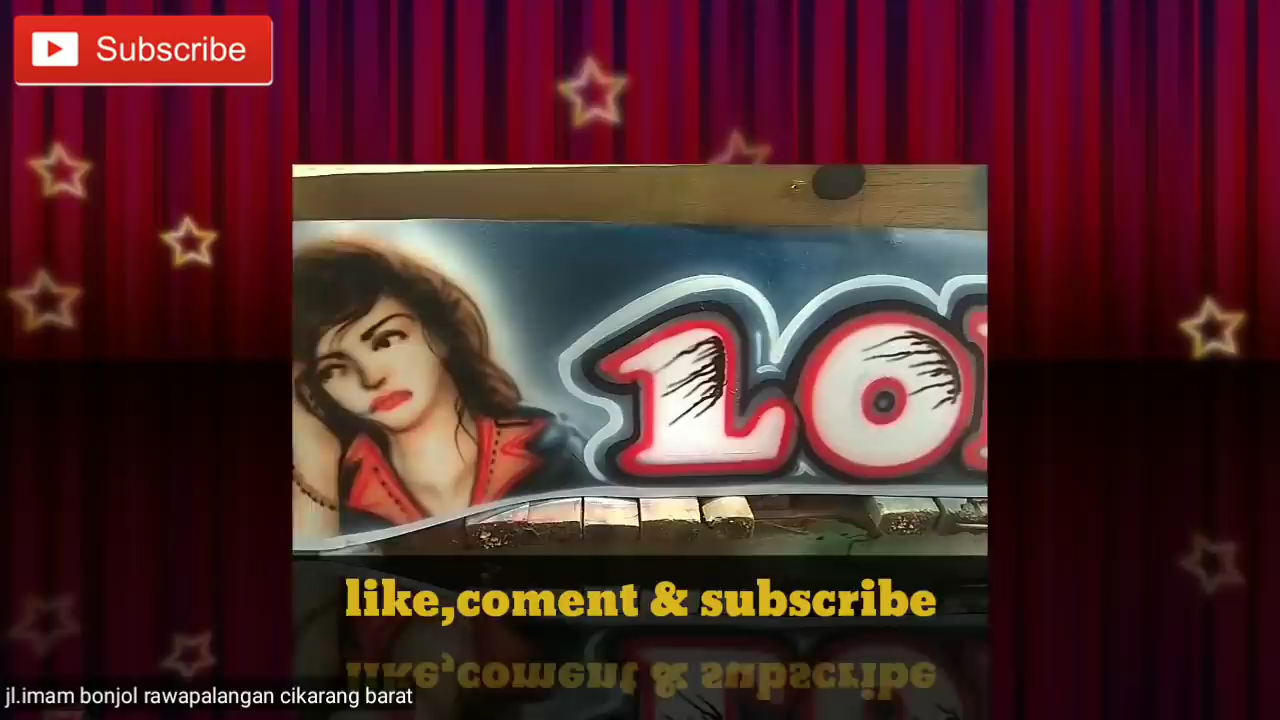 Subscribe
LO
like,coment & subscribe
jl.imam bonjol rawapalangan cikarang barat